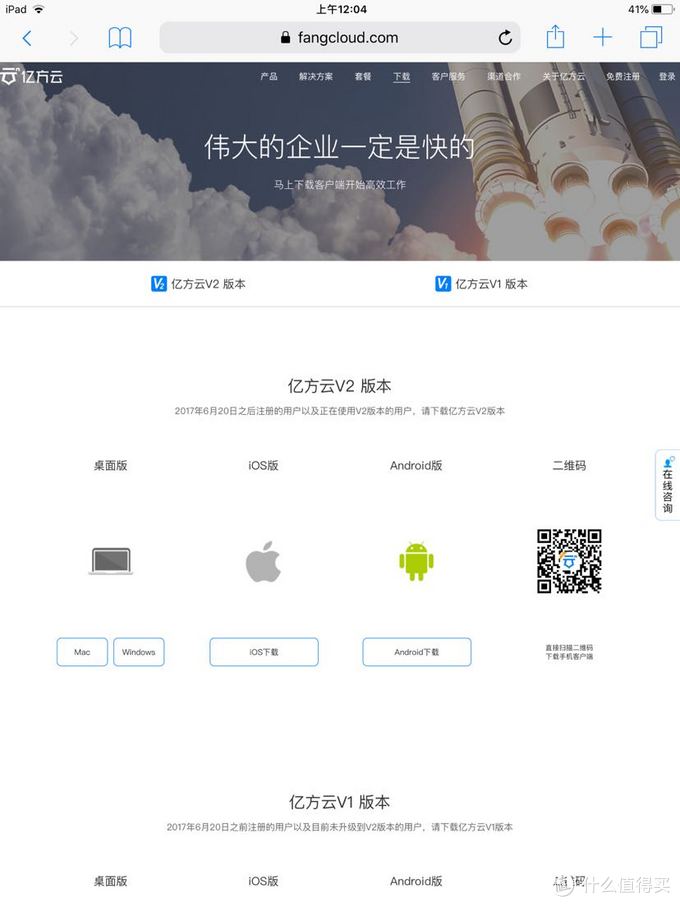 iPad
上午12:04
41%
fangcloud.com
亿方云
产品 解决方案 套餐 下载 客户服务 渠道合作 关于亿方云 免费注册 登录
伟大的企业一定是快的
马上下载客户端开始高效工作
V2 亿方云V2 版本
V1 亿方云V1 版本
亿方云V2 版本
2017年6月20日之后注册的用户以及正在使用V2版本的用户，请下载亿方云V2版本
桌面版 iOS版 Android版 二维码
在线咨询
Mac Windows iOS下载 Android下载
直接扫描二维码
下载手机客户端
亿方云V1 版本
2017年6月20日之前注册的用户以及目前未升级到V2版本的用户，请下载亿方云V1版本
桌面版 iOS版 Android版 二维码
值 什么值得买